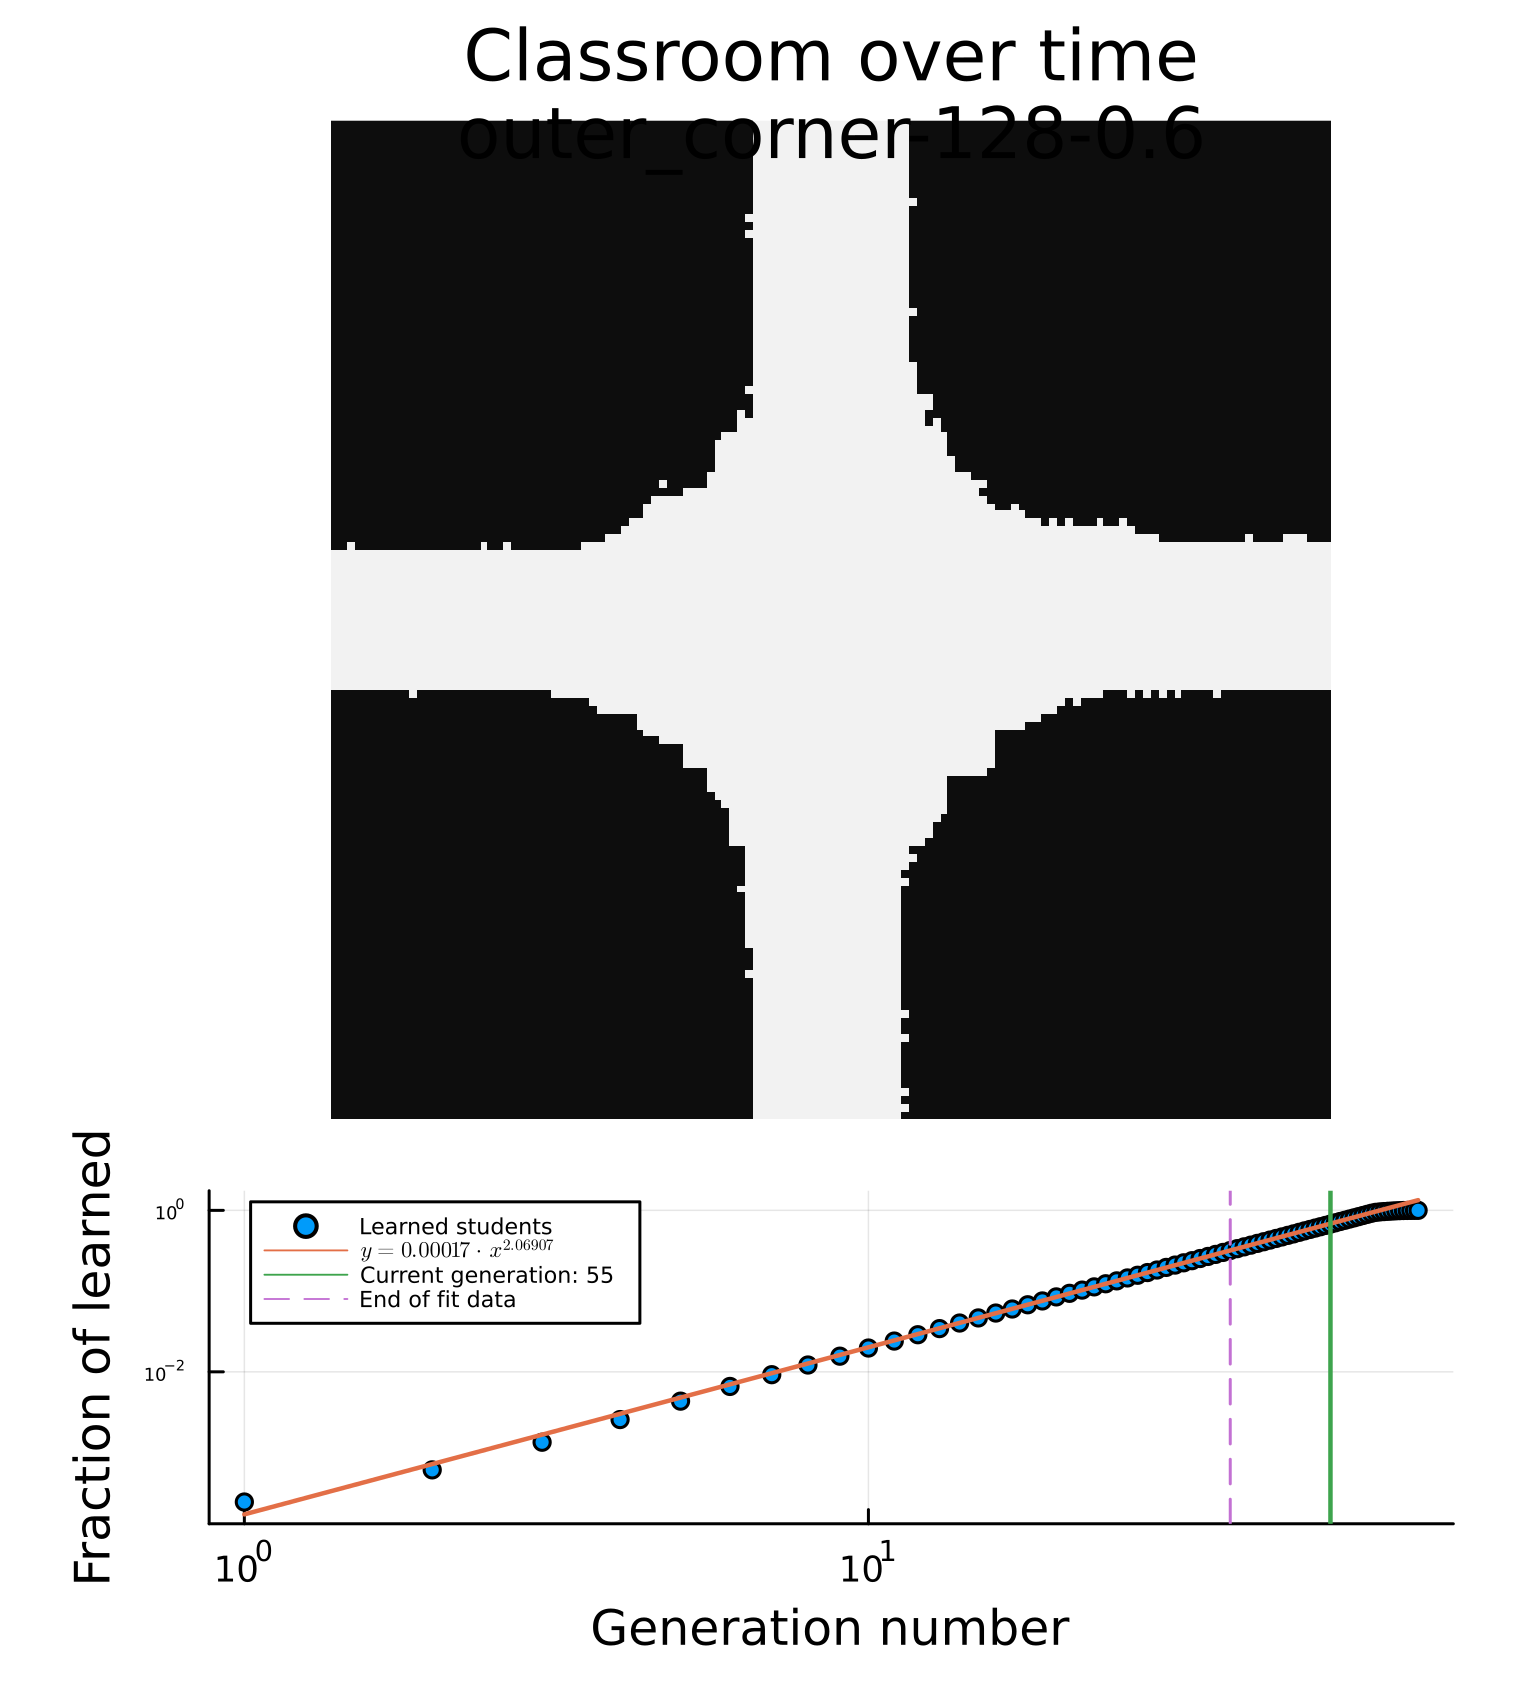 Classroom over time
outer_corner-128-0.6
Fraction of learned
10⁰
10⁻²
Learned students
y = 0.00017 · x^2.06907
Current generation: 55
End of fit data
10⁰
10¹
Generation number